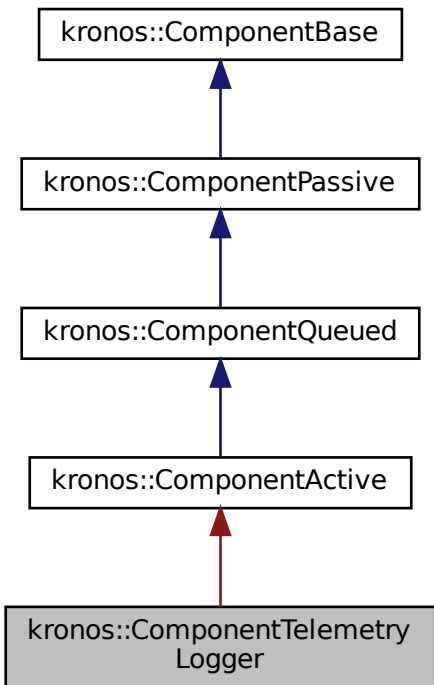 kronos::ComponentBase
kronos::ComponentPassive
kronos::ComponentQueued
kronos::ComponentActive
kronos::ComponentTelemetry
Logger